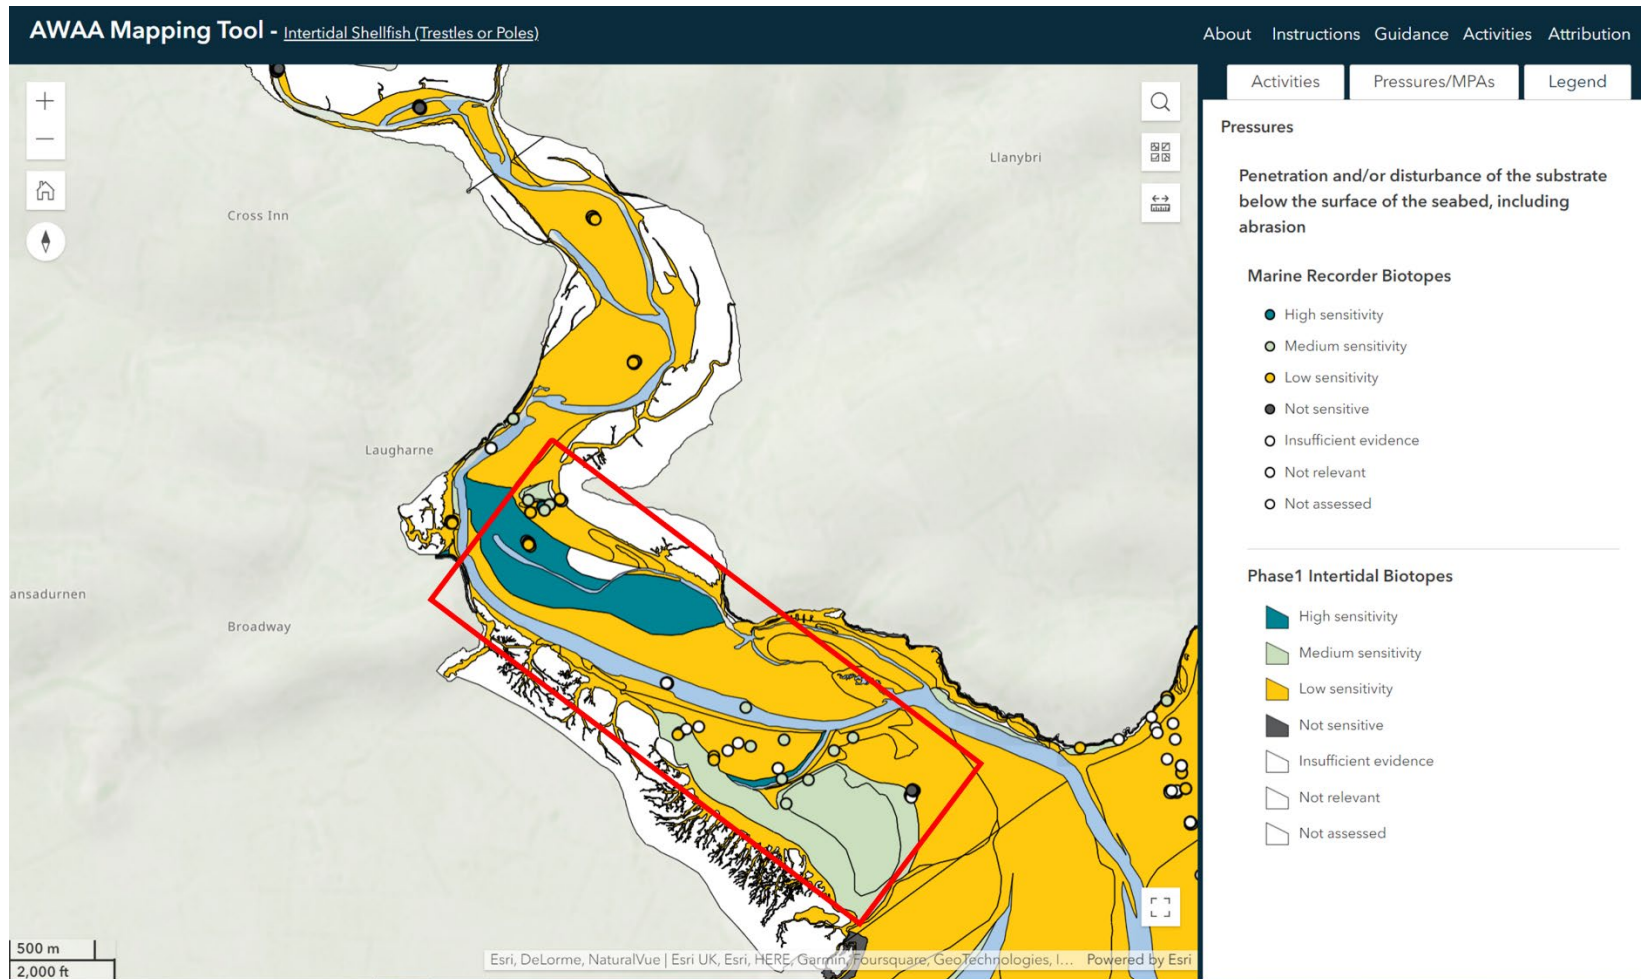 AWAA Mapping Tool - Intertidal Shellfish (Trestles or Poles)
About Instructions Guidance Activities Attribution
Activities Pressures/MPAs Legend
Pressures
Penetration and/or disturbance of the substrate
below the surface of the seabed, including
abrasion
Marine Recorder Biotopes
High sensitivity
Medium sensitivity
Low sensitivity
Not sensitive
Insufficient evidence
Not relevant
Not assessed
Phase1 Intertidal Biotopes
High sensitivity
Medium sensitivity
Low sensitivity
Not sensitive
Insufficient evidence
Not relevant
Not assessed
Llanybri
Cross Inn
Laugharne
ansadurnen
Broadway
500 m
2,000 ft
Esri, DeLorme, NaturalVue | Esri UK, Esri, HERE, Garmin, Foursquare, GeoTechnologies, I... Powered by Esri